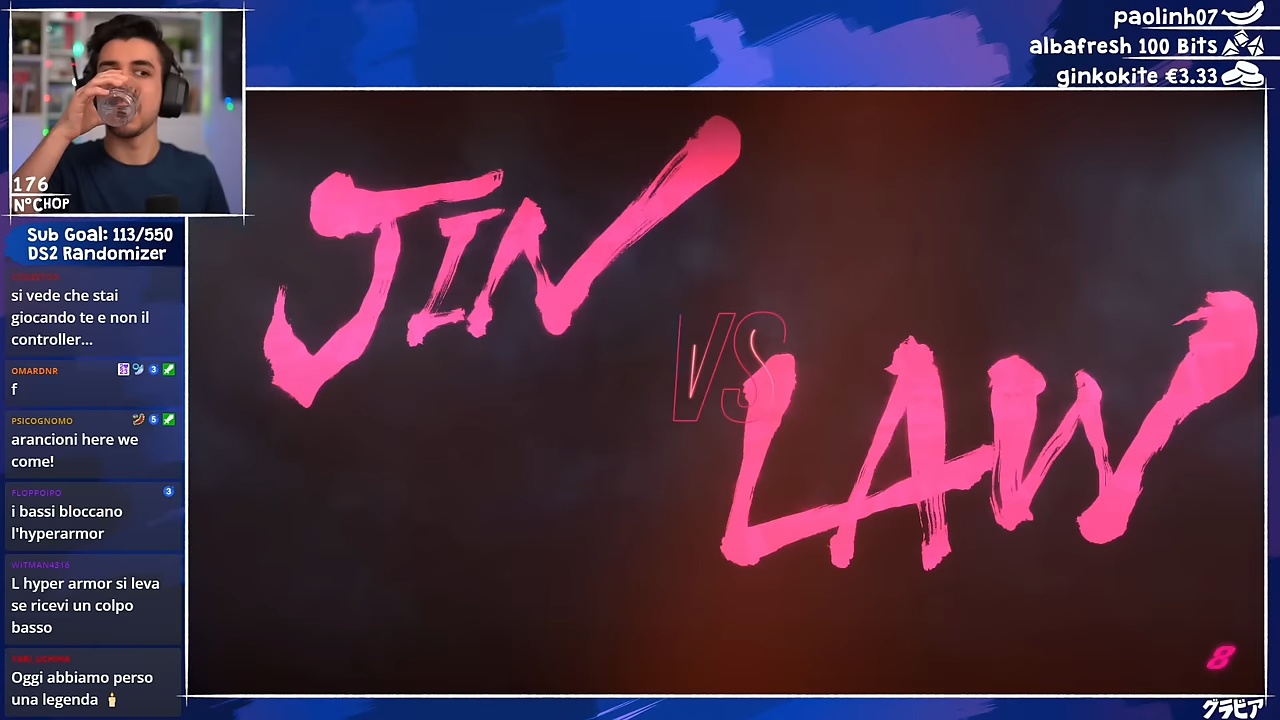 paolinh07
albafresh 100 Bits
ginkokite €3.33
176
N°CHOP
Sub Goal: 113/550
DS2 Randomizer
si vede che stai
giocando te e non il
controller...
OMARDNR 3
f
PSICOGNOMO 5
arancioni here we
come!
FLOPPOIPO 3
i bassi bloccano
l'hyperarmor
WITMAN4316
L hyper armor si leva
se ricevi un colpo
basso
Oggi abbiamo perso
una legenda
JIN
VS
LAW
8
グラビア